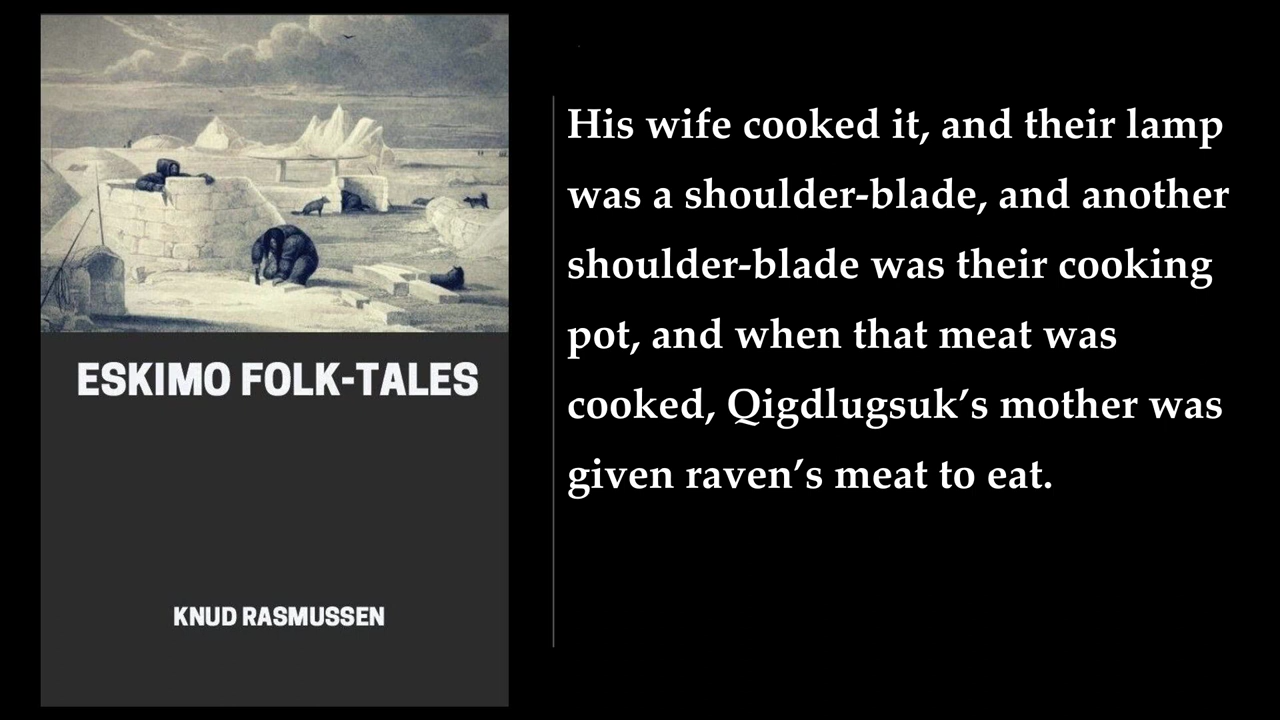 ESKIMO FOLK-TALES
KNUD RASMUSSEN
His wife cooked it, and their lamp
was a shoulder-blade, and another
shoulder-blade was their cooking
pot, and when that meat was
cooked, Qigdlugsuk’s mother was
given raven’s meat to eat.